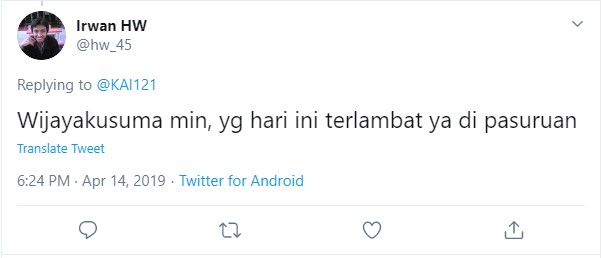 Irwan HW
@hw_45
Replying to @KAI121
Wijayakusuma min, yg hari ini terlambat ya di pasuruan
Translate Tweet
6:24 PM · Apr 14, 2019 · Twitter for Android